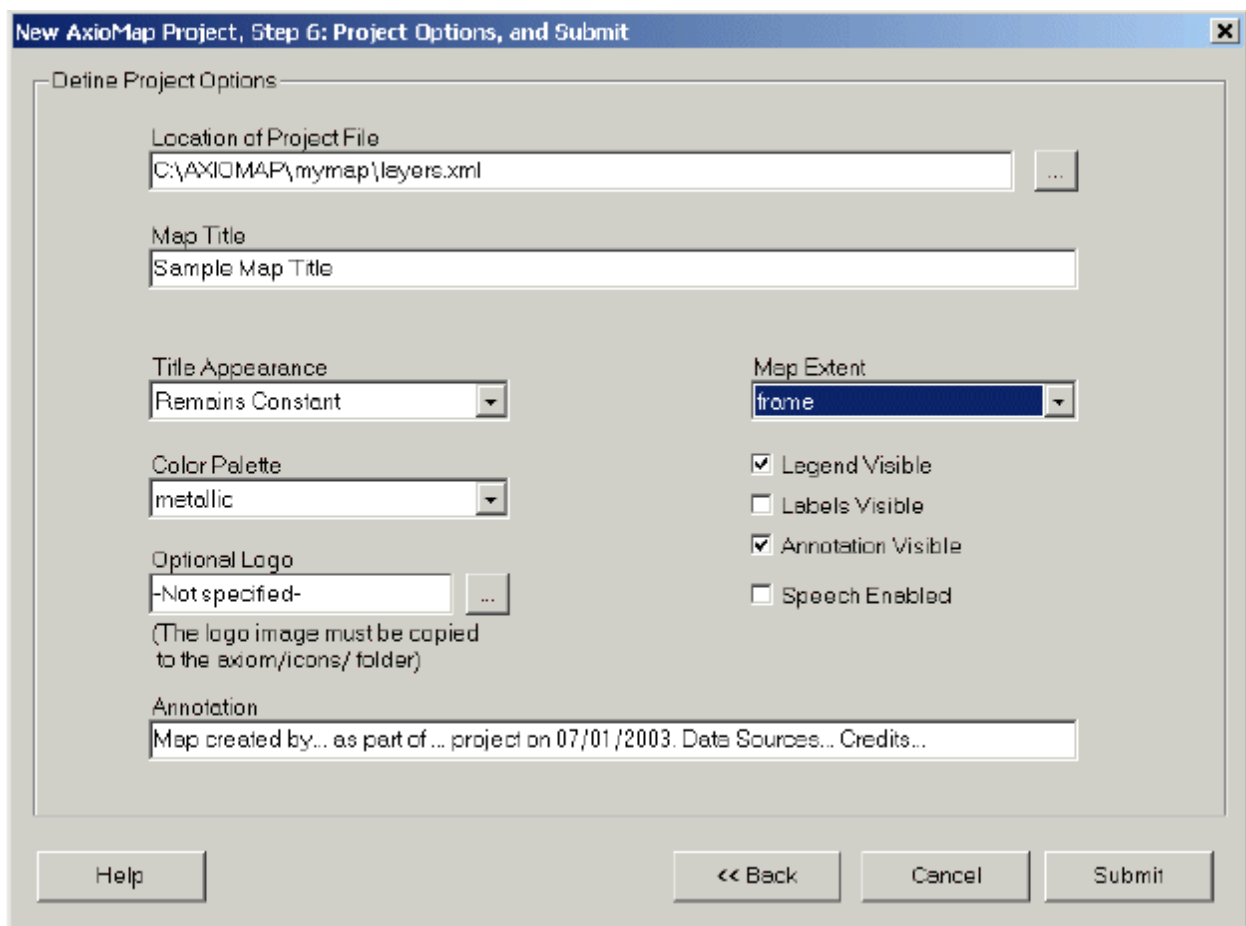 New AxioMap Project, Step 6: Project Options, and Submit
Define Project Options
Location of Project File
C:\AXIOMAP\mymap\layers.xml
...
Map Title
Sample Map Title
Title Appearance
Remains Constant
Map Extent
frame
Color Palette
metallic
Legend Visible
Labels Visible
Annotation Visible
Speech Enabled
Optional Logo
-Not specified-
...
(The logo image must be copied
to the axiom/icons/ folder)
Annotation
Map created by... as part of... project on 07/01/2003. Data Sources... Credits...
Help
<< Back
Cancel
Submit